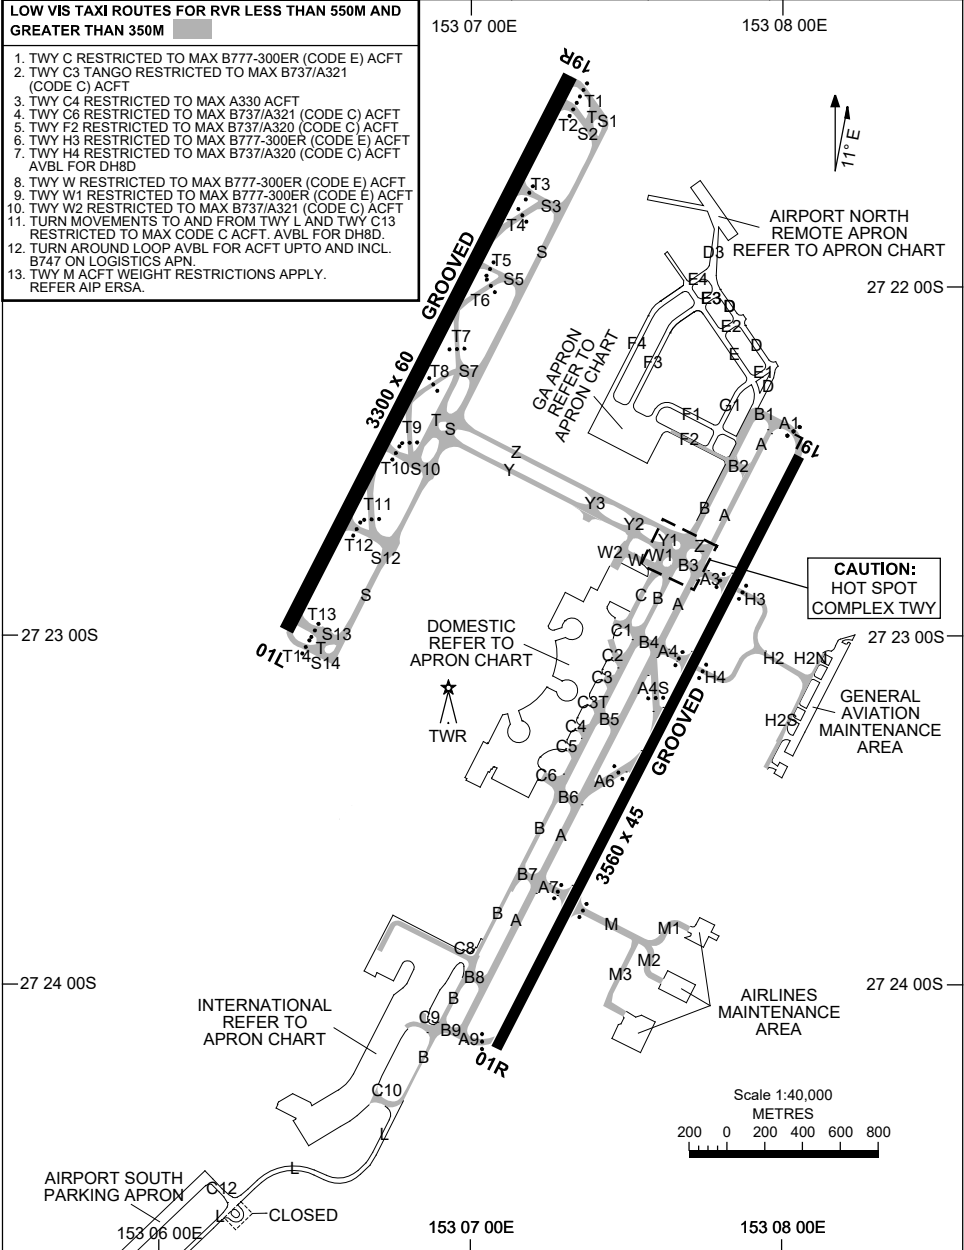 LOW VIS TAXI ROUTES FOR RVR LESS THAN 550M AND
GREATER THAN 350M
1. TWY C RESTRICTED TO MAX B777-300ER (CODE E) ACFT
2. TWY C3 TANGO RESTRICTED TO MAX B737/A321
(CODE C) ACFT
3. TWY C4 RESTRICTED TO MAX A330 ACFT
4. TWY C6 RESTRICTED TO MAX B737/A321 (CODE C) ACFT
5. TWY F2 RESTRICTED TO MAX B737/A320 (CODE C) ACFT
6. TWY H3 RESTRICTED TO MAX B777-300ER (CODE E) ACFT
7. TWY H4 RESTRICTED TO MAX B737/A320 (CODE C) ACFT
AVBL FOR DH8D
8. TWY W RESTRICTED TO MAX B777-300ER (CODE E) ACFT
9. TWY W1 RESTRICTED TO MAX B777-300ER (CODE E) ACFT
10. TWY W2 RESTRICTED TO MAX B737/A321 (CODE C) ACFT
11. TURN MOVEMENTS TO AND FROM TWY L AND TWY C13
RESTRICTED TO MAX CODE C ACFT. AVBL FOR DH8D.
12. TURN AROUND LOOP AVBL FOR ACFT UPTO AND INCL.
B747 ON LOGISTICS APN.
13. TWY M ACFT WEIGHT RESTRICTIONS APPLY.
REFER AIP ERSA.
153 07 00E
153 08 00E
11° E
19R
T1
T
S1
T2
S2
T3
S3
T4
S
T5
S5
T6
T7
T8
S7
GROOVED
3300 x 60
T
S
T9
T10
S10
T11
T12
S12
S
T13
S13
T
T14
S14
01L
AIRPORT NORTH
REMOTE APRON
REFER TO APRON CHART
D3
27 22 00S
E4
E3
D
E2
D
E
E1
D
F4
F3
GA APRON
REFER TO
APRON CHART
F1
G1
F2
B1
A1
19L
A
B2
Z
Y
Y3
Y2
B
A
Y1
Z
W2
W
W1
B3
A3
CAUTION:
HOT SPOT
COMPLEX TWY
H3
C
B
A
27 23 00S
27 23 00S
DOMESTIC
REFER TO
APRON CHART
C1
B4
A4
C2
C3
A4S
H4
H2
H2N
H2S
GENERAL
AVIATION
MAINTENANCE
AREA
C3T
C4
B5
C5
C6
A6
B6
TWR
GROOVED
3560 x 45
B
A
B7
A7
B
A
M
M1
M2
M3
AIRLINES
MAINTENANCE
AREA
C8
B8
B
C9
B9
A9
01R
B
27 24 00S
27 24 00S
INTERNATIONAL
REFER TO
APRON CHART
C10
L
L
Scale 1:40,000
METRES
200 0 200 400 600 800
AIRPORT SOUTH
PARKING APRON
C12
L
CLOSED
153 06 00E
153 07 00E
153 08 00E